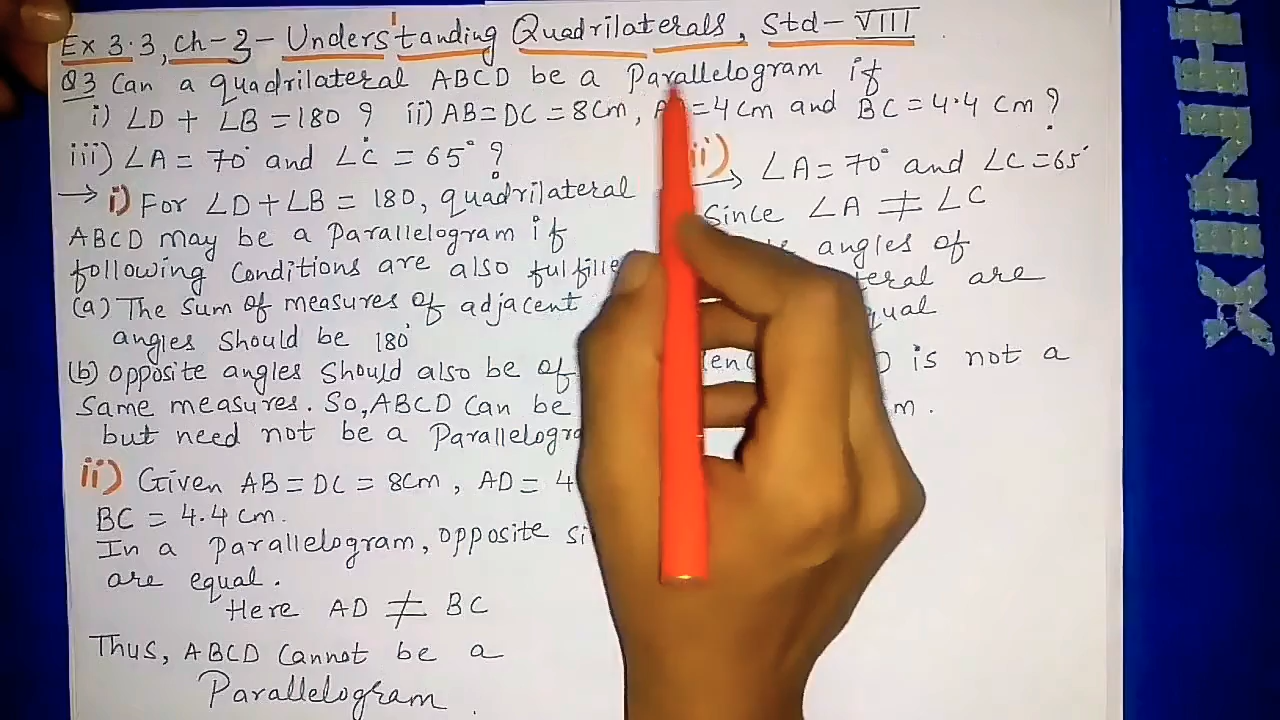 Ex 3.3, Ch-3- Understanding Quadrilaterals, Std- VIII
Q3 Can a quadrilateral ABCD be a Parallelogram if
i) ∠D + ∠B = 180 ? ii) AB = DC = 8cm, A = 4 cm and BC = 4.4 cm ?
iii) ∠A = 70° and ∠C = 65° ?
→ i) For ∠D + ∠B = 180, quadrilateral
ABCD may be a Parallelogram if
following Conditions are also
(a) The Sum of measures of adjacent
angles Should be 180°
(b) opposite angles Should also be of
Same measures. So, ABCD Can be
but need not be a
ii) Given AB = DC = 8cm, AD = 4
BC = 4.4 cm.
In a Parallelogram, opposite
are equal.
Here AD ≠ BC
Thus, ABCD Cannot be a
Parallelogram.
ii) → ∠A = 70° and ∠C = 65°
Since ∠A ≠ ∠C
angles of
are
is not a
PHNIX